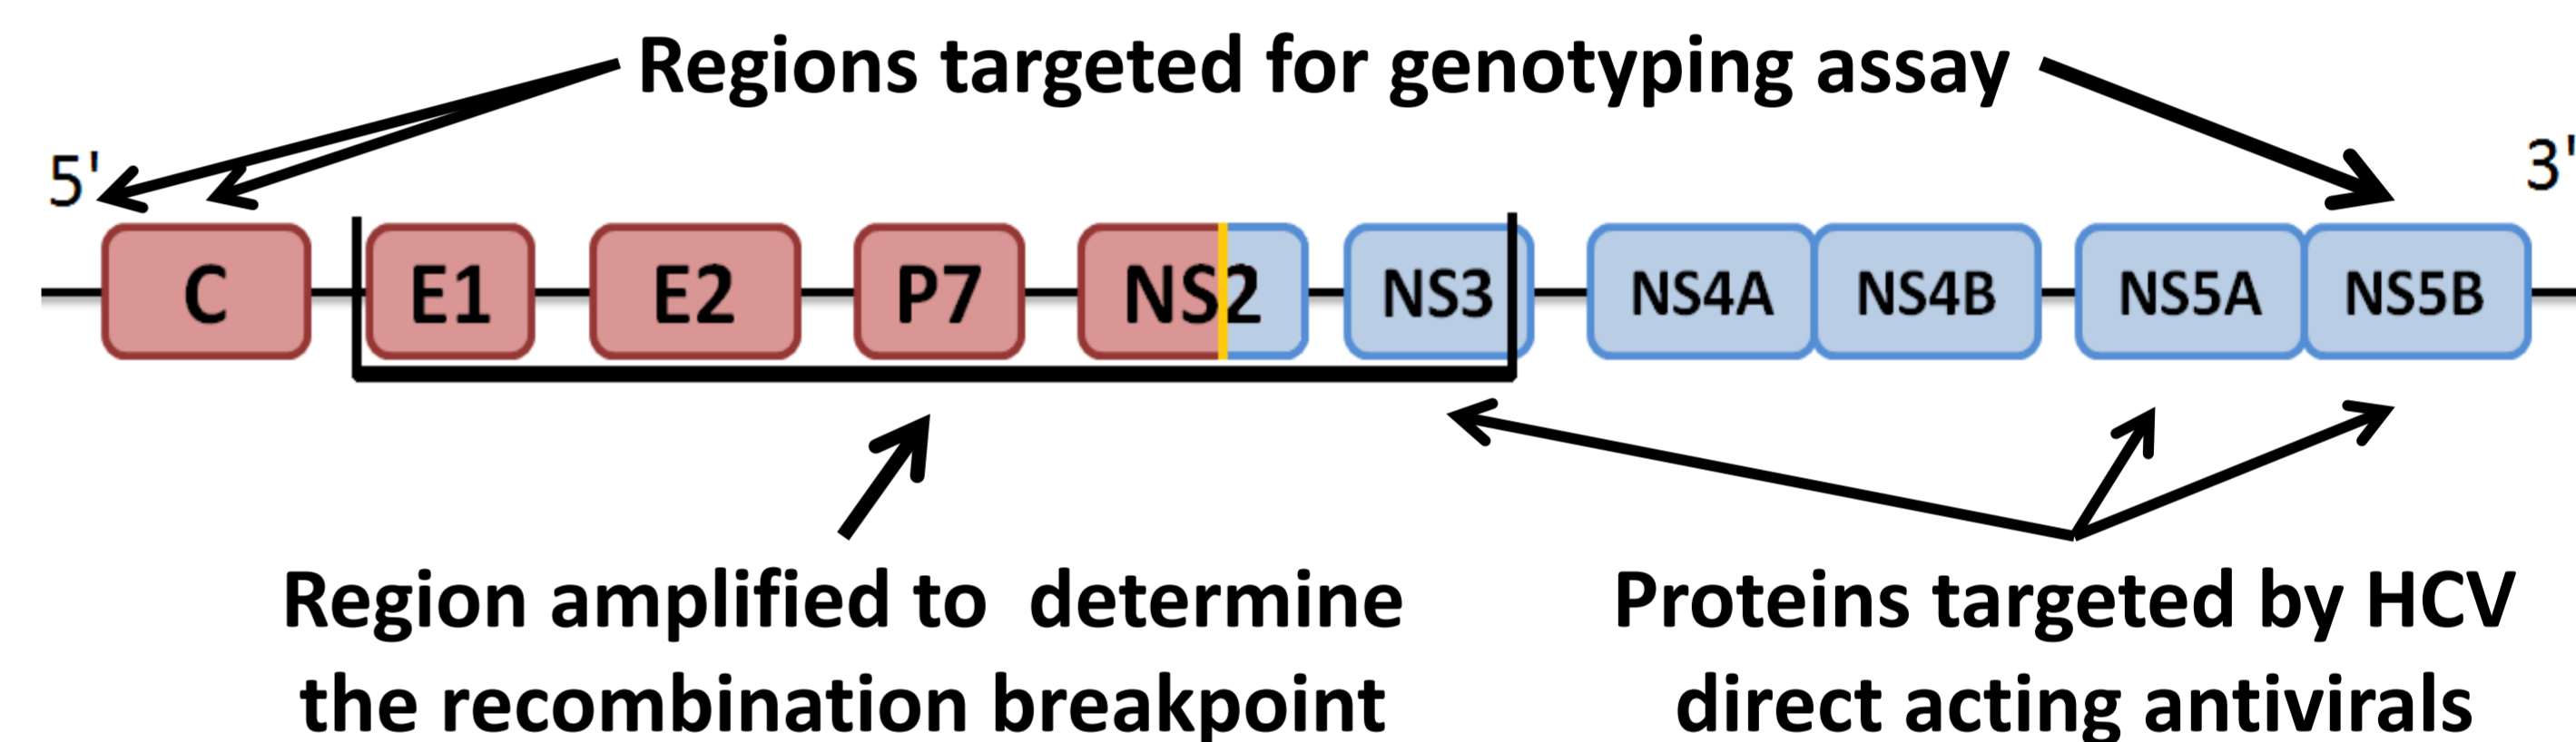 Regions targeted for genotyping assay
5' 3'
C E1 E2 P7 NS2 NS3 NS4A NS4B NS5A NS5B
Region amplified to determine
the recombination breakpoint
Proteins targeted by HCV
direct acting antivirals